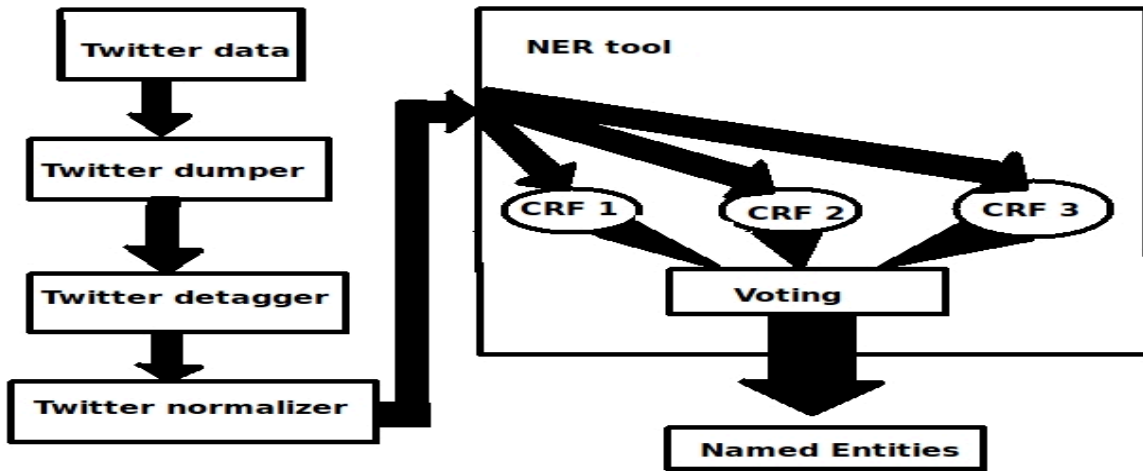 Twitter data
Twitter dumper
Twitter detagger
Twitter normalizer
NER tool
CRF 1
CRF 2
CRF 3
Voting
Named Entities